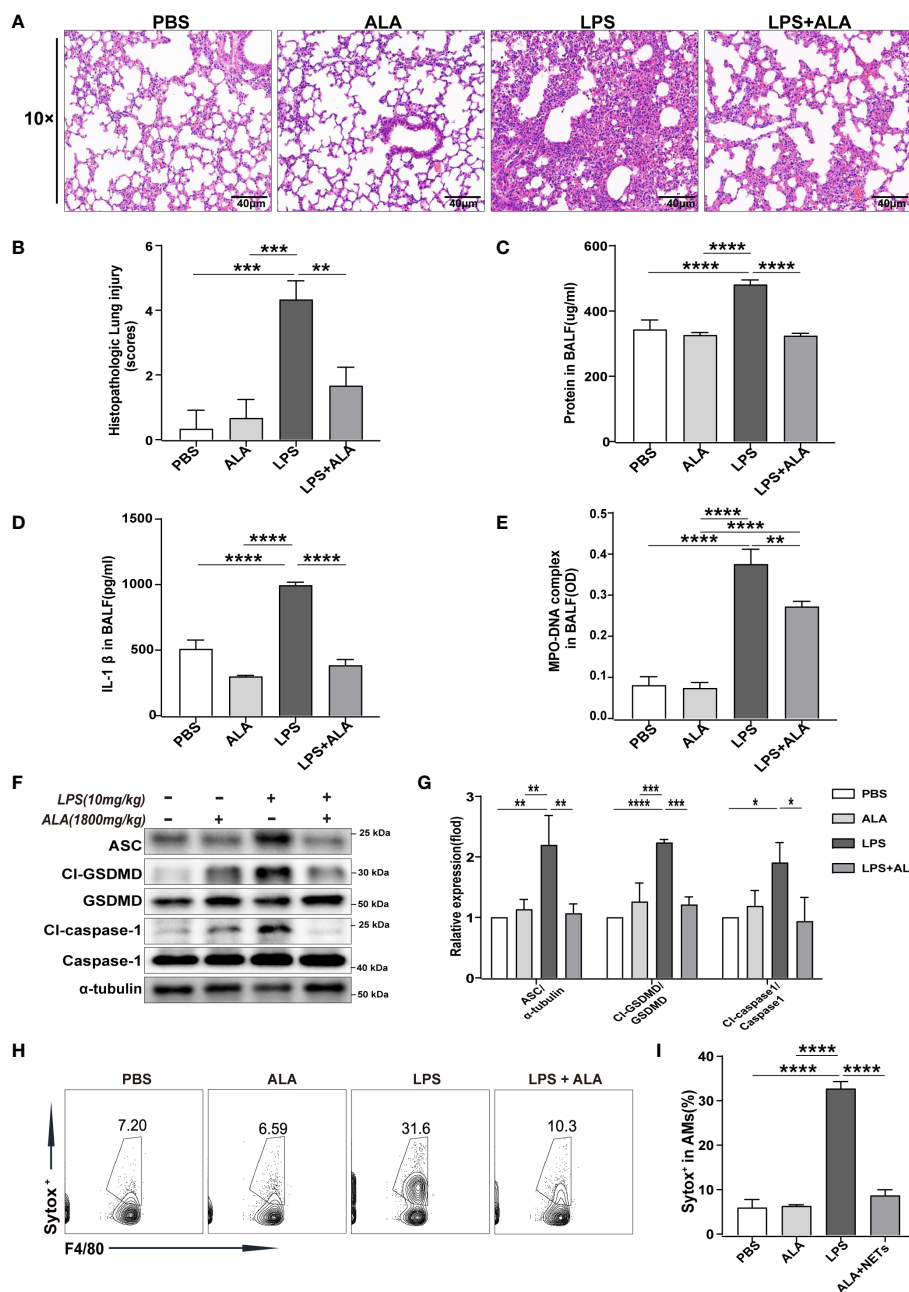 A
PBS ALA LPS LPS+ALA
10×
40μm 40μm 40μm 40μm
B
Histopathologic Lung injury
(scores)
6
4
2
0
*** *** **
PBS ALA LPS LPS+ALA
C
Protein in BALF(ug/ml)
600
400
200
0
**** **** ****
PBS ALA LPS LPS+ALA
D
IL-1 β in BALF(pg/ml)
1500
1000
500
0
**** **** ****
PBS ALA LPS LPS+ALA
E
MPO-DNA complex
in BALF(OD)
0.5
0.4
0.3
0.2
0.1
0.0
**** **** **** **
PBS ALA LPS LPS+ALA
F
LPS(10mg/kg) - - + +
ALA(1800mg/kg) - + - +
ASC 25 kDa
Cl-GSDMD 30 kDa
GSDMD 50 kDa
Cl-caspase-1 25 kDa
Caspase-1 40 kDa
α-tubulin 50 kDa
G
Ralative expression(flod)
3
2
1
0
** ** ** *** **** *** * *
ASC/
α-tubulin
Cl-GSDMD/
GSDMD
Cl-caspase1/
Caspase1
PBS
ALA
LPS
LPS+AL
H
PBS ALA LPS LPS + ALA
7.20 6.59 31.6 10.3
Sytox+
F4/80
I
Sytox+ in AMs(%)
40
30
20
10
0
**** **** ****
PBS ALA LPS ALA+NETs